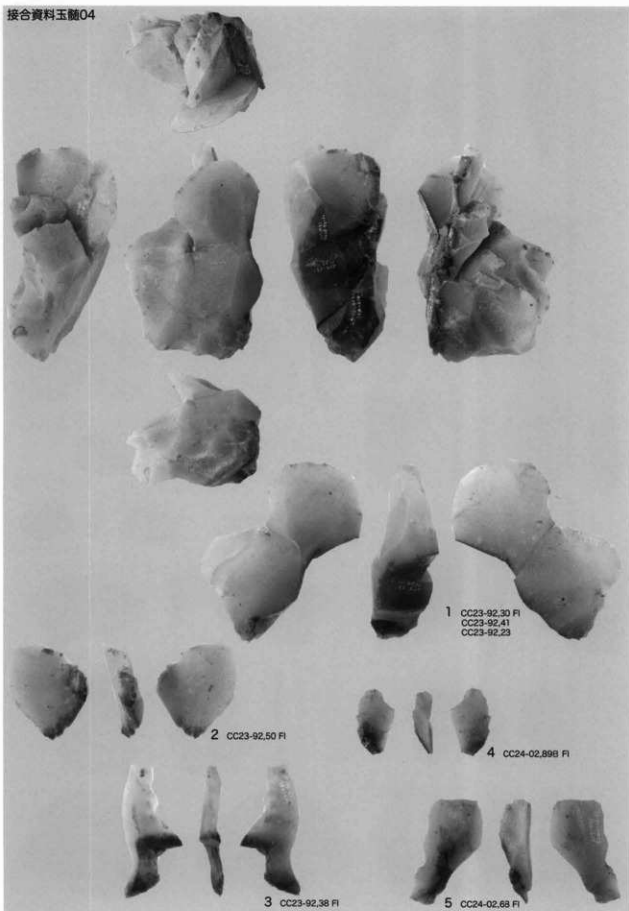 接合資料玉髄04
1 CC23-92,30 Fl
CC23-92,41
CC23-92,23
2 CC23-92,50 Fl
4 CC24-02,89B Fl
3 CC23-92,38 Fl
5 CC24-02,68 Fl